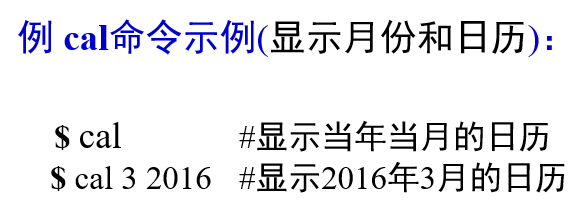 例 cal命令示例(显示月份和日历)：
$ cal #显示当年当月的日历
$ cal 3 2016 #显示2016年3月的日历